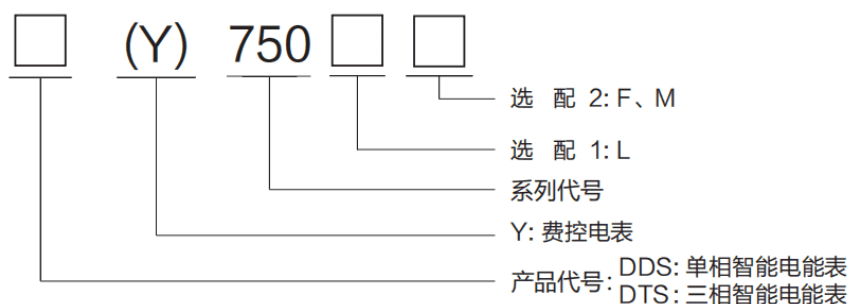 □ (Y) 750 □ □
选 配 2: F、M
选 配 1: L
系列代号
Y: 费控电表
产品代号: DDS: 单相智能电能表
DTS: 三相智能电能表